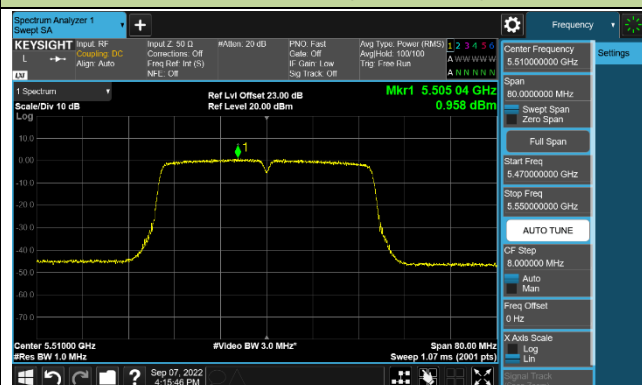 Spectrum Analyzer 1
Swept SA
Frequency
KEYSIGHT
Input: RF
Coupling: DC
Align: Auto
Input Z: 50 Ω
Corrections: Off
Freq Ref: Int (S)
NFE: Off
#Atten: 20 dB
PNO: Fast
Gate: Off
IF Gain: Low
Sig Track: Off
Avg Type: Power (RMS)
Avg|Hold: 100/100
Trig: Free Run
1 2 3 4 5 6
A W W W W W
A N N N N N
L
LXI
1 Spectrum
Scale/Div 10 dB
Ref Lvl Offset 23.00 dB
Ref Level 20.00 dBm
Mkr1 5.505 04 GHz
0.958 dBm
Log
10.0
0.00
-10.0
-20.0
-30.0
-40.0
-50.0
-60.0
-70.0
1
Center 5.51000 GHz
#Res BW 1.0 MHz
#Video BW 3.0 MHz*
Span 80.00 MHz
Sweep 1.07 ms (2001 pts)
Sep 07, 2022
4:15:46 PM
Center Frequency
5.510000000 GHz
Settings
Span
80.0000000 MHz
Swept Span
Zero Span
Full Span
Start Freq
5.470000000 GHz
Stop Freq
5.550000000 GHz
AUTO TUNE
CF Step
8.000000 MHz
Auto
Man
Freq Offset
0 Hz
X Axis Scale
Log
Lin
Signal Track